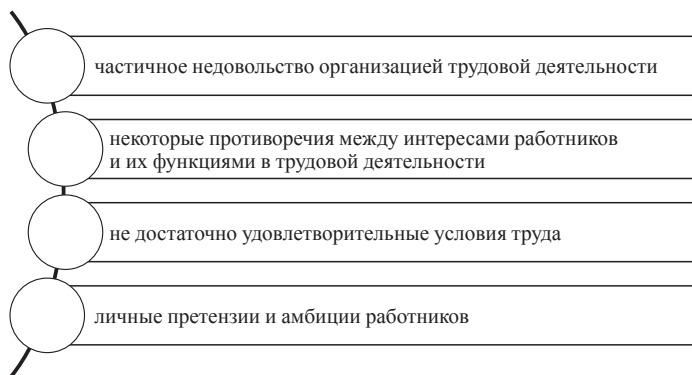 частичное недовольство организацией трудовой деятельности
некоторые противоречия между интересами работников
и их функциями в трудовой деятельности
не достаточно удовлетворительные условия труда
личные претензии и амбиции работников